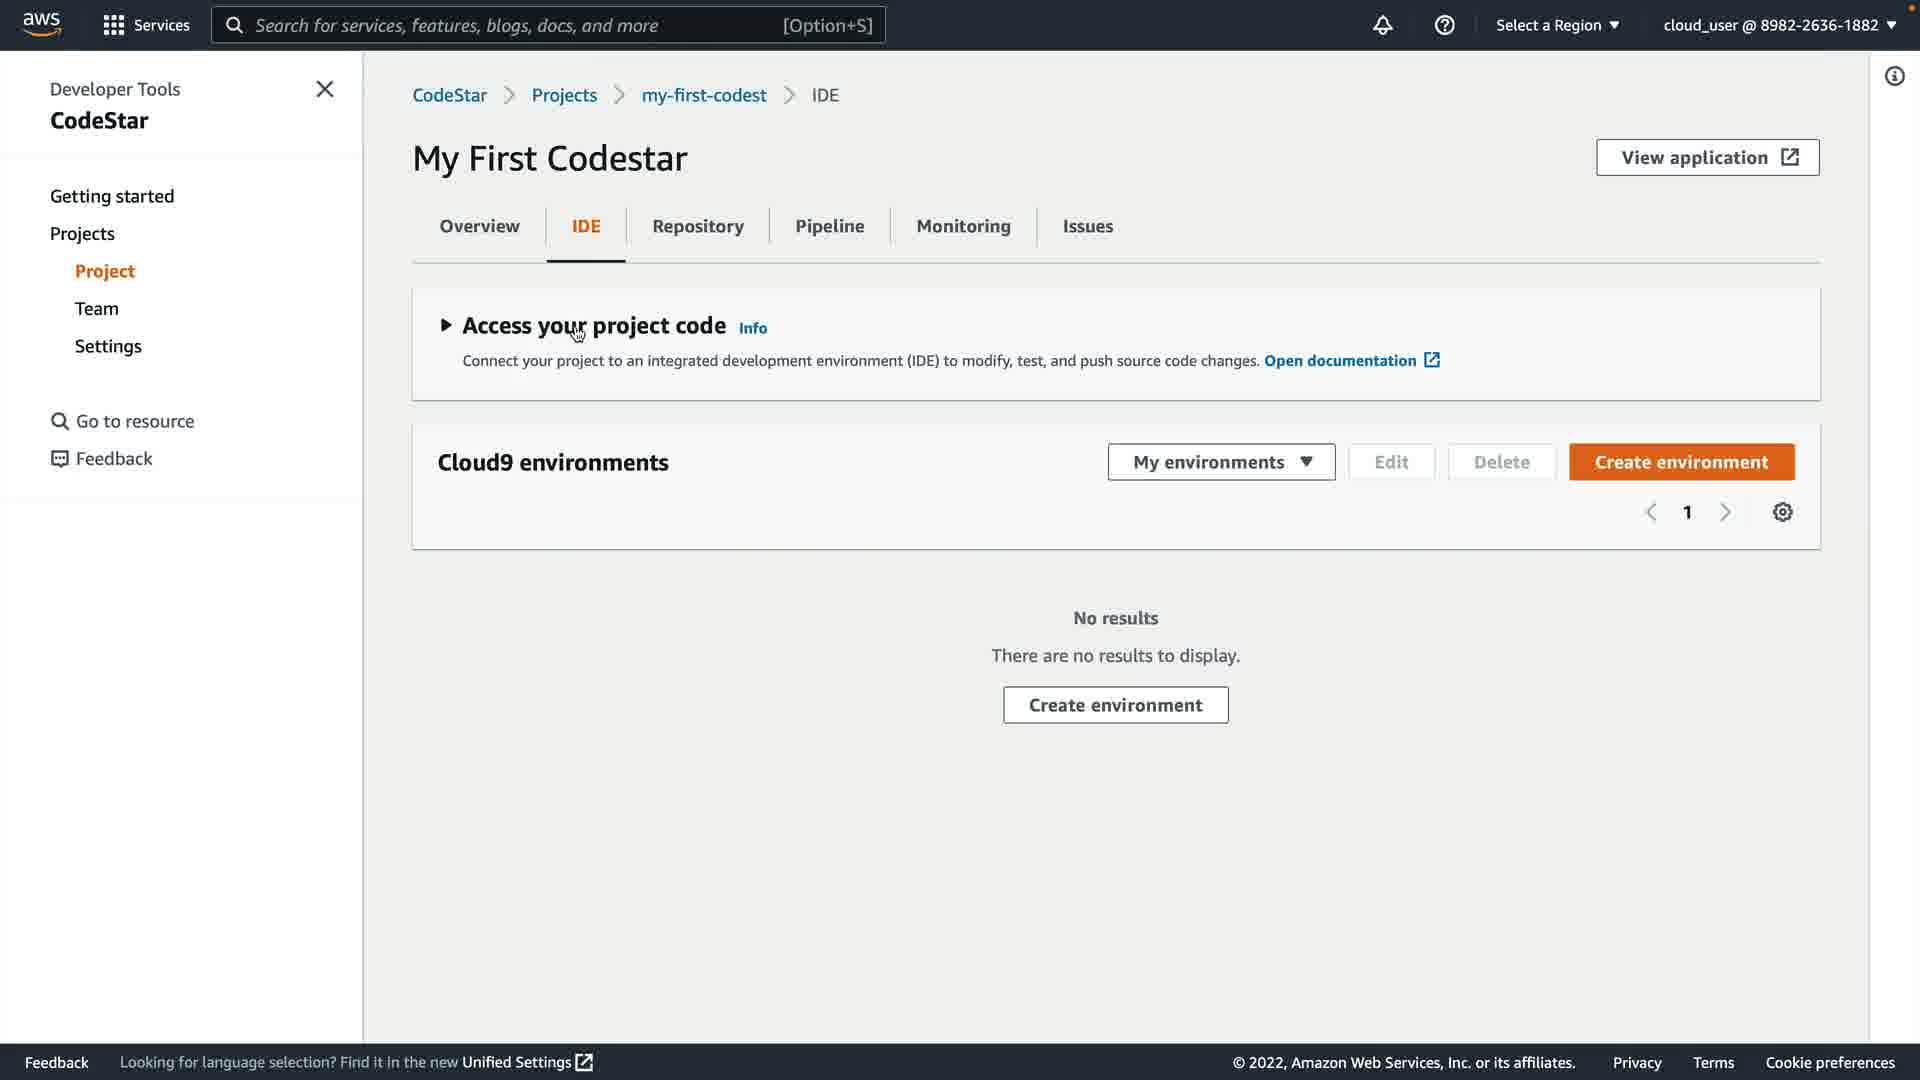 aws
Services
Search for services, features, blogs, docs, and more
[Option+S]
Select a Region
cloud_user @ 8982-2636-1882
Developer Tools
CodeStar
Getting started
Projects
Project
Team
Settings
Go to resource
Feedback
CodeStar
Projects
my-first-codest
IDE
My First Codestar
View application
Overview
IDE
Repository
Pipeline
Monitoring
Issues
Access your project code Info
Connect your project to an integrated development environment (IDE) to modify, test, and push source code changes. Open documentation
Cloud9 environments
My environments
Edit
Delete
Create environment
1
No results
There are no results to display.
Create environment
Feedback
Looking for language selection? Find it in the new Unified Settings
© 2022, Amazon Web Services, Inc. or its affiliates.
Privacy
Terms
Cookie preferences